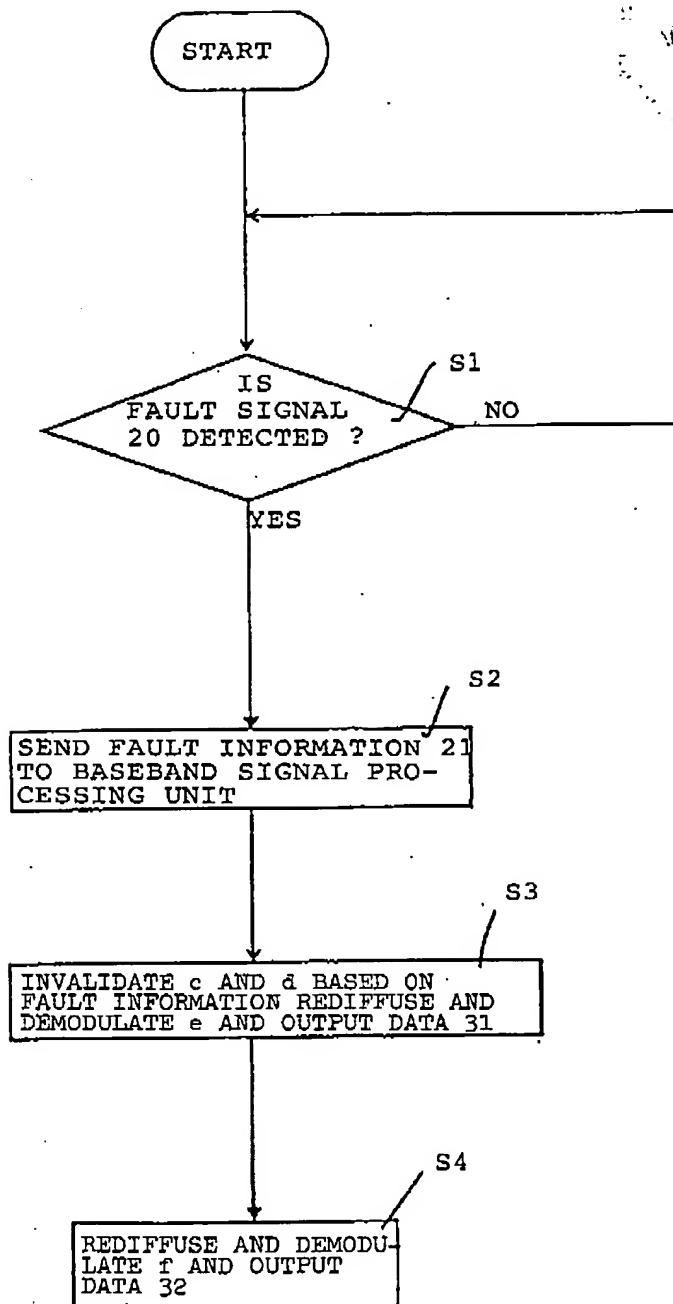 START
S1
IS
FAULT SIGNAL
20 DETECTED ?
NO
YES
S2
SEND FAULT INFORMATION 21
TO BASEBAND SIGNAL PRO-
CESSING UNIT
S3
INVALIDATE c AND d BASED ON
FAULT INFORMATION REDIFFUSE AND
DEMODULATE e AND OUTPUT DATA 31
S4
REDIFFUSE AND DEMODU-
LATE f AND OUTPUT
DATA 32